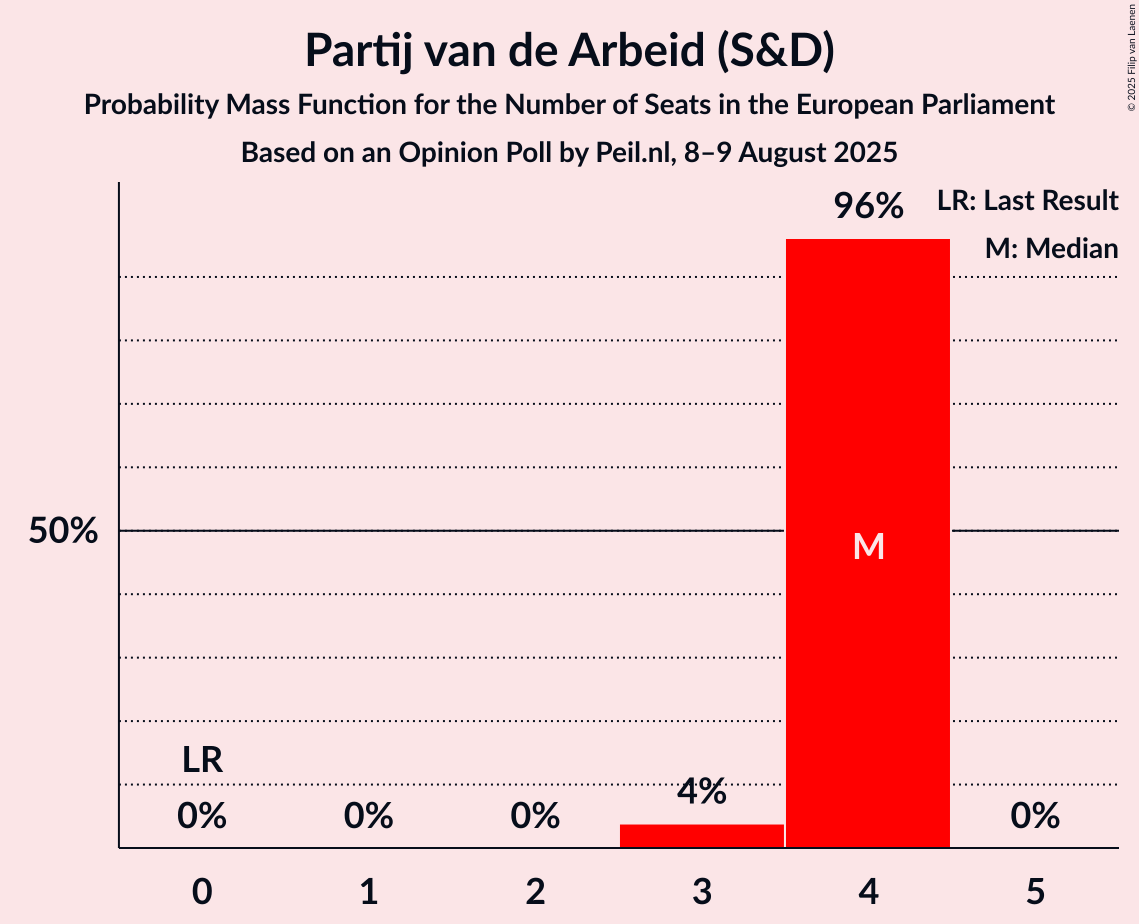 Partij van de Arbeid (S&D)
Probability Mass Function for the Number of Seats in the European Parliament
Based on an Opinion Poll by Peil.nl, 8–9 August 2025
© 2025 Filip van Laenen
LR: Last Result
M: Median
96%
50%
M
LR
4%
0% 0% 0% 0%
0 1 2 3 4 5